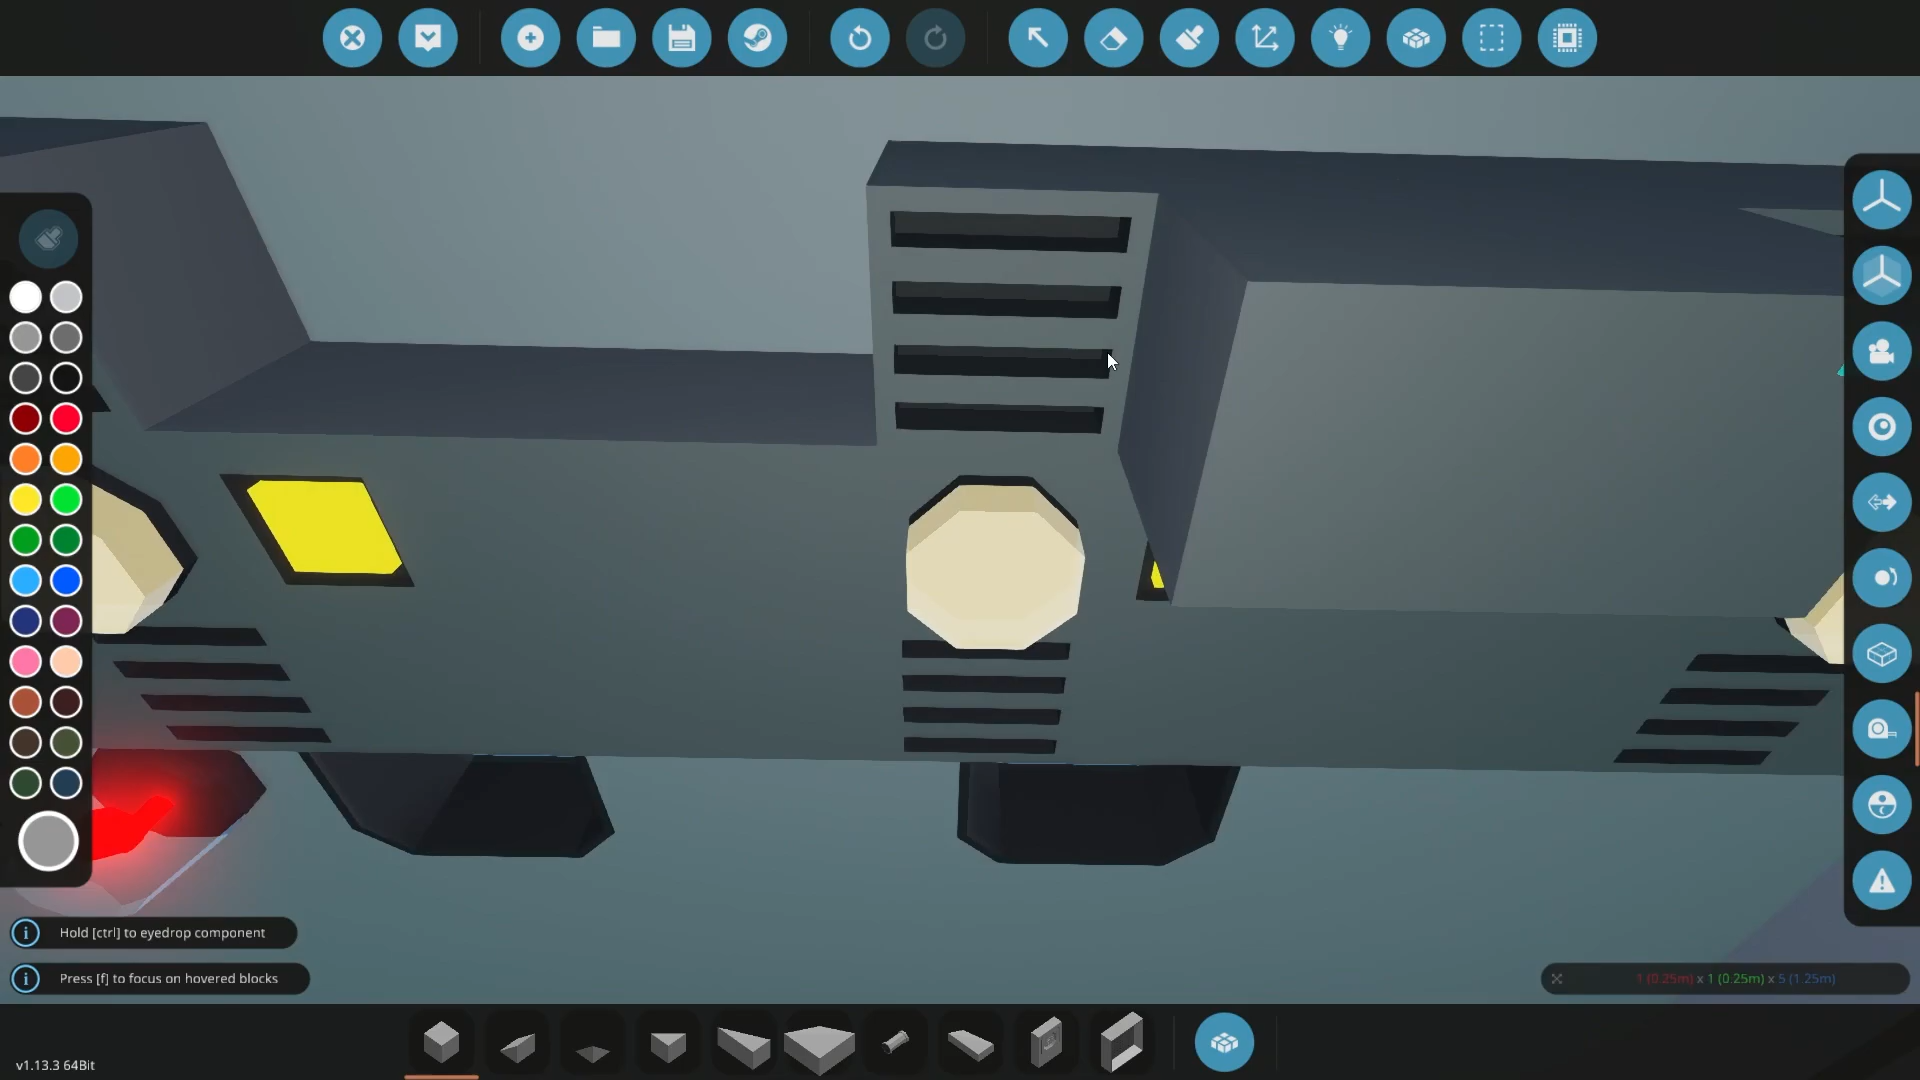 Hold [ctrl] to eyedrop component
Press [f] to focus on hovered blocks
1 (0.25m) x 1 (0.25m) x 5 (1.25m)
v1.13.3 64Bit